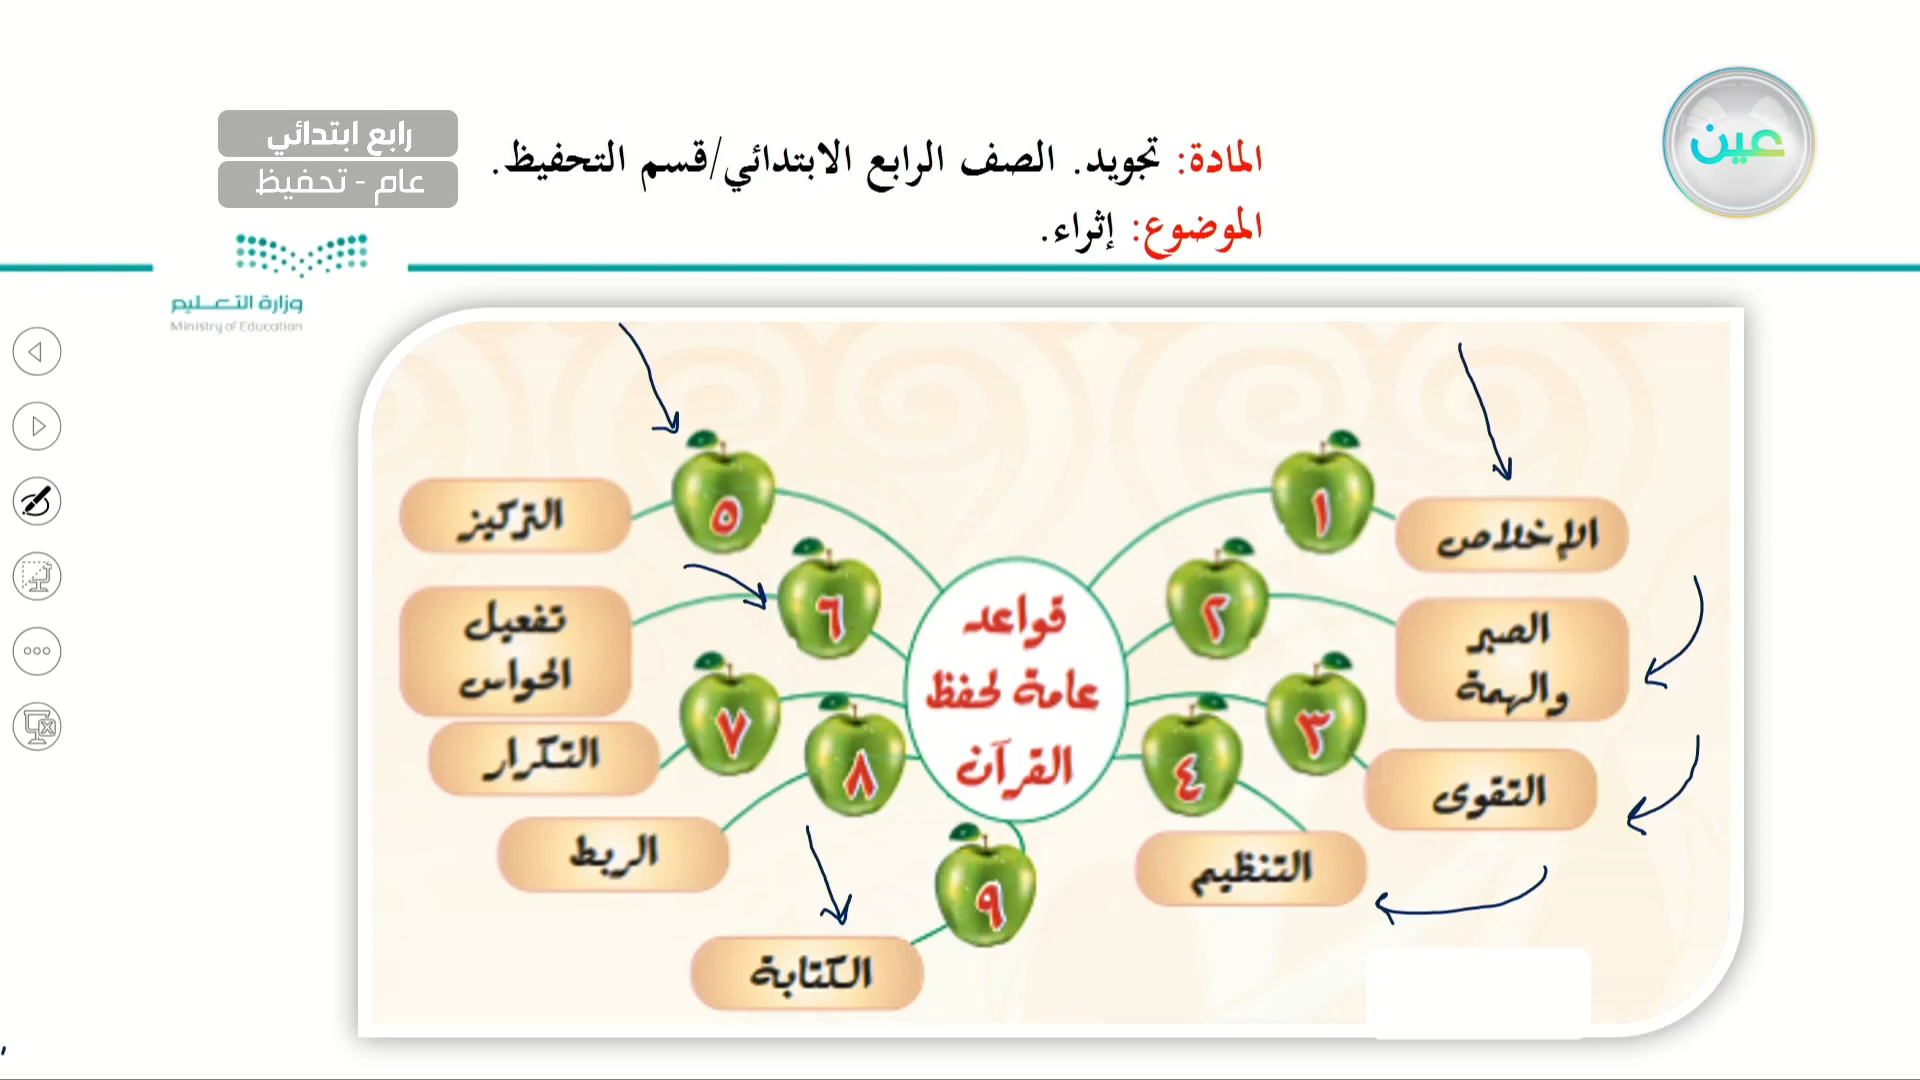 عين
المادة: تجويد. الصف الرابع الابتدائي/قسم التحفيظ.
الموضوع: إثراء.
رابع ابتدائي
عام - تحفيظ
وزارة التعليم
Ministry of Education
قواعد
عامة لحفظ
القرآن
١
الإخلاص
٢
الصبر
والهمة
٣
التقوى
٤
التنظيم
٥
التركيز
٦
تفعيل
الحواس
٧
التكرار
٨
الربط
٩
الكتابة